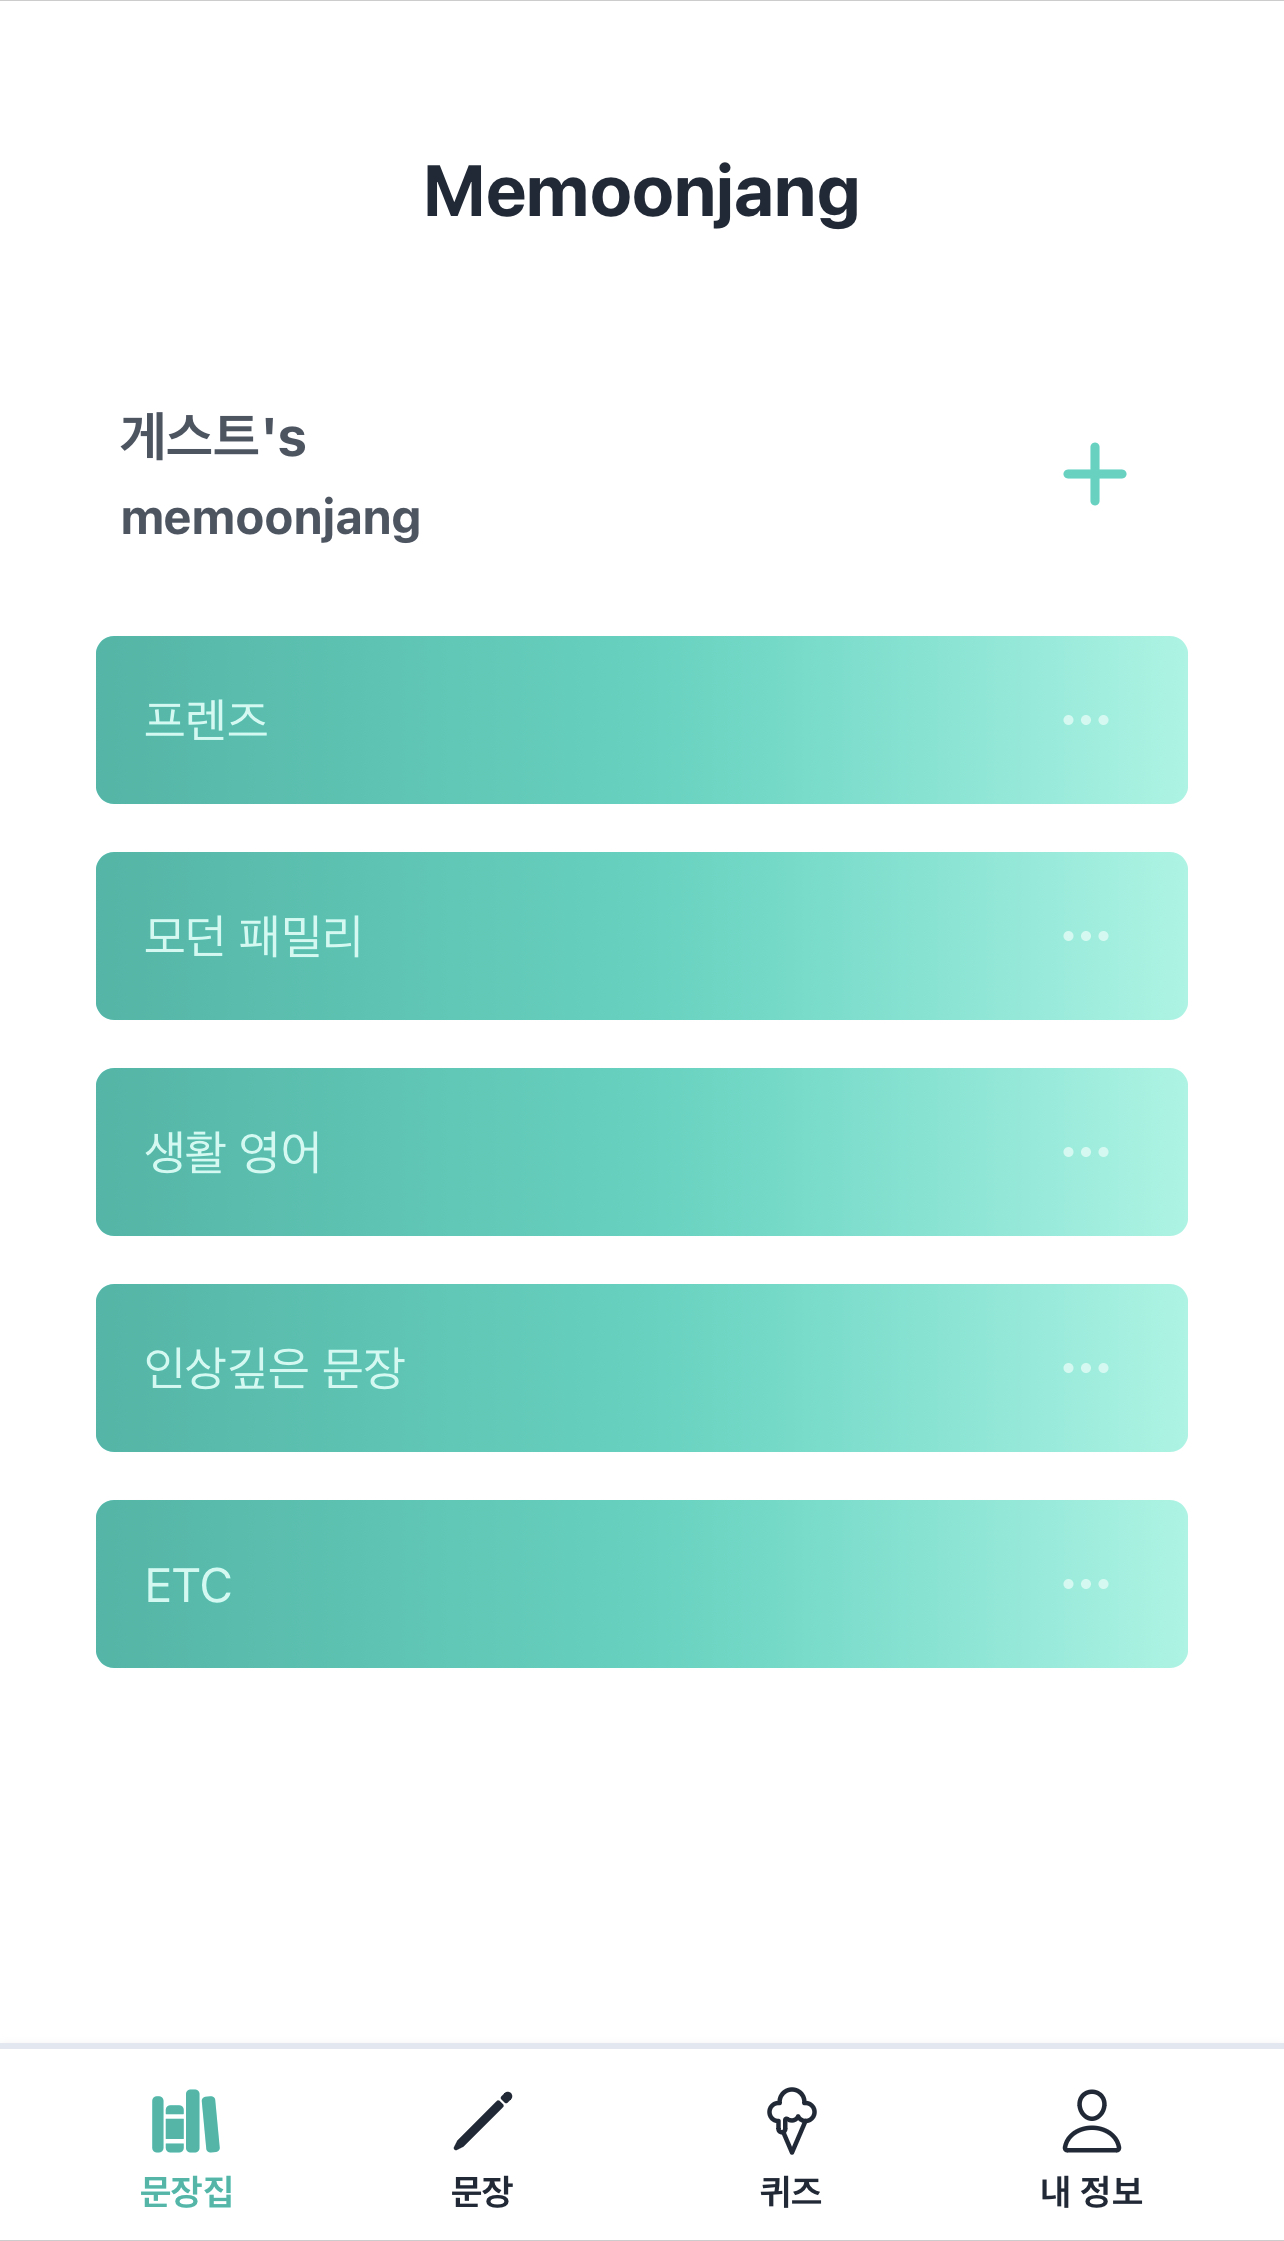 Memoonjang
게스트's
memoonjang
프렌즈
모던 패밀리
생활 영어
인상깊은 문장
ETC
문장집 문장 퀴즈 내 정보